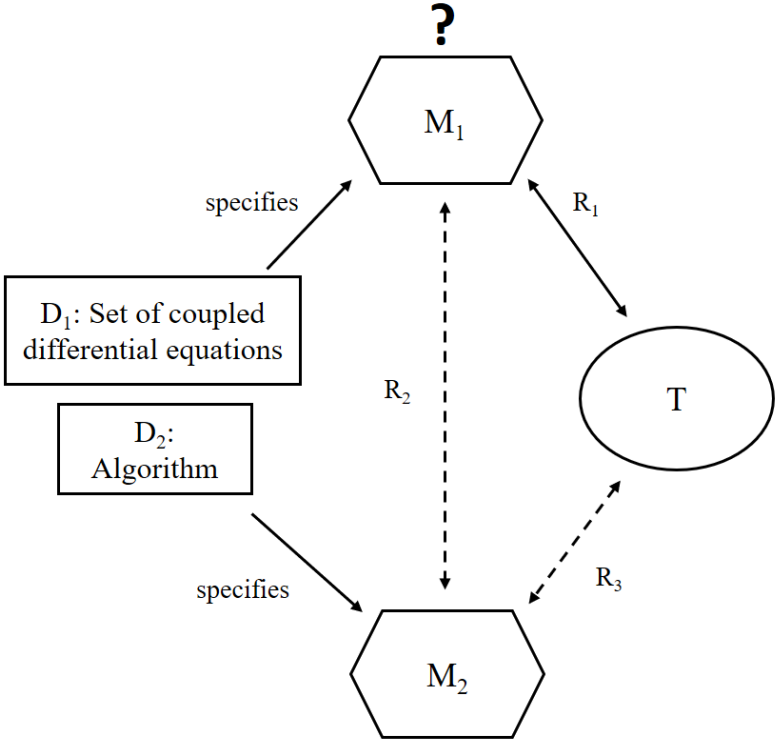 ?
M₁
specifies
R₁
D₁: Set of coupled
differential equations
R₂
T
D₂:
Algorithm
specifies
R₃
M₂